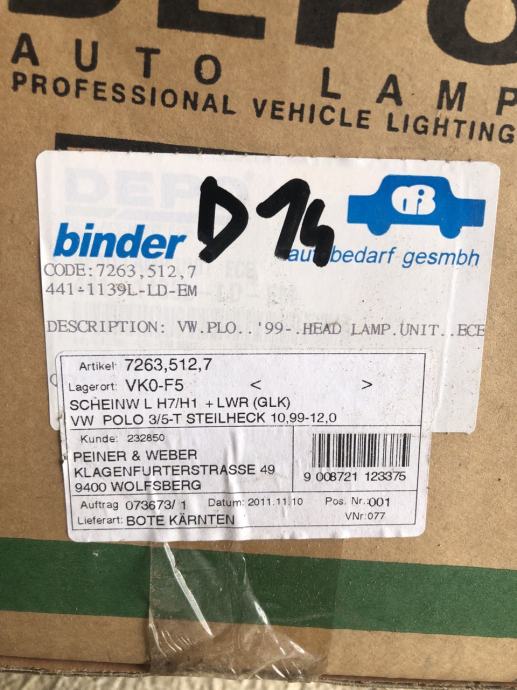 DEPO
AUTO LAMP
PROFESSIONAL VEHICLE LIGHTING
DEPO
D14
binder
autobedarf gesmbh
CODE:7263,512,7
441-1139L-LD-EM
DESCRIPTION: VW.PLO..'99-.HEAD LAMP.UNIT..ECE
Artikel: 7263,512,7
Lagerort: VK0-F5 < >
SCHEINW L H7/H1 +LWR (GLK)
VW POLO 3/5-T STEILHECK 10,99-12,0
Kunde: 232850
PEINER & WEBER
KLAGENFURTERSTRASSE 49
9400 WOLFSBERG
9 008721 123375
Auftrag 073673/ 1 Datum: 2011.11.10 Pos. Nr.:001
Lieferart: BOTE KÄRNTEN VNr:077